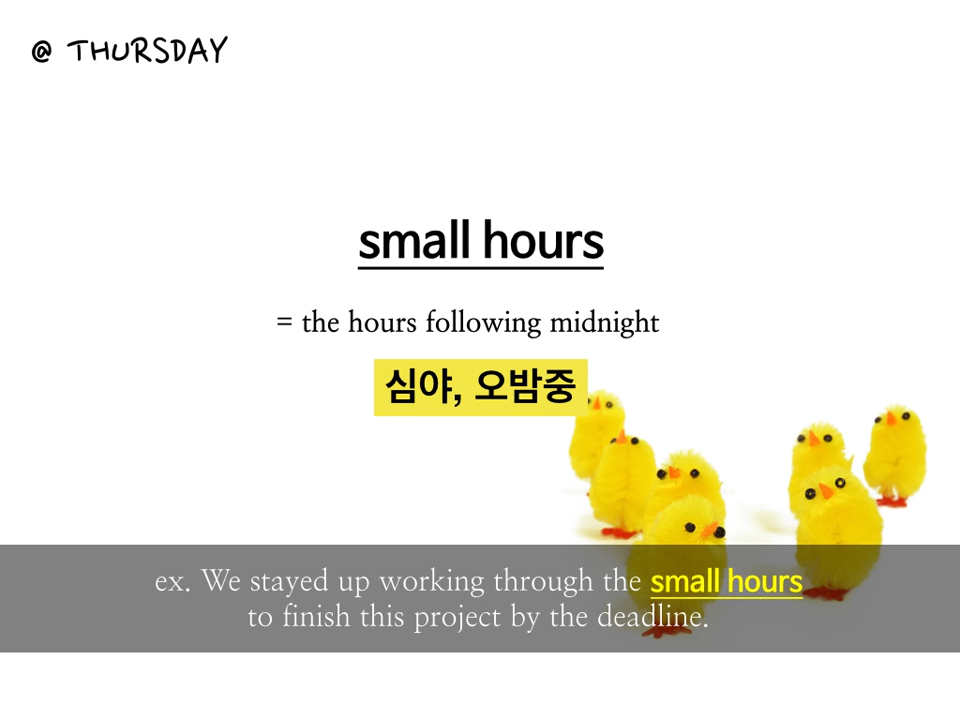 @ THURSDAY
small hours
= the hours following midnight
심야, 오밤중
ex. We stayed up working through the small hours
to finish this project by the deadline.